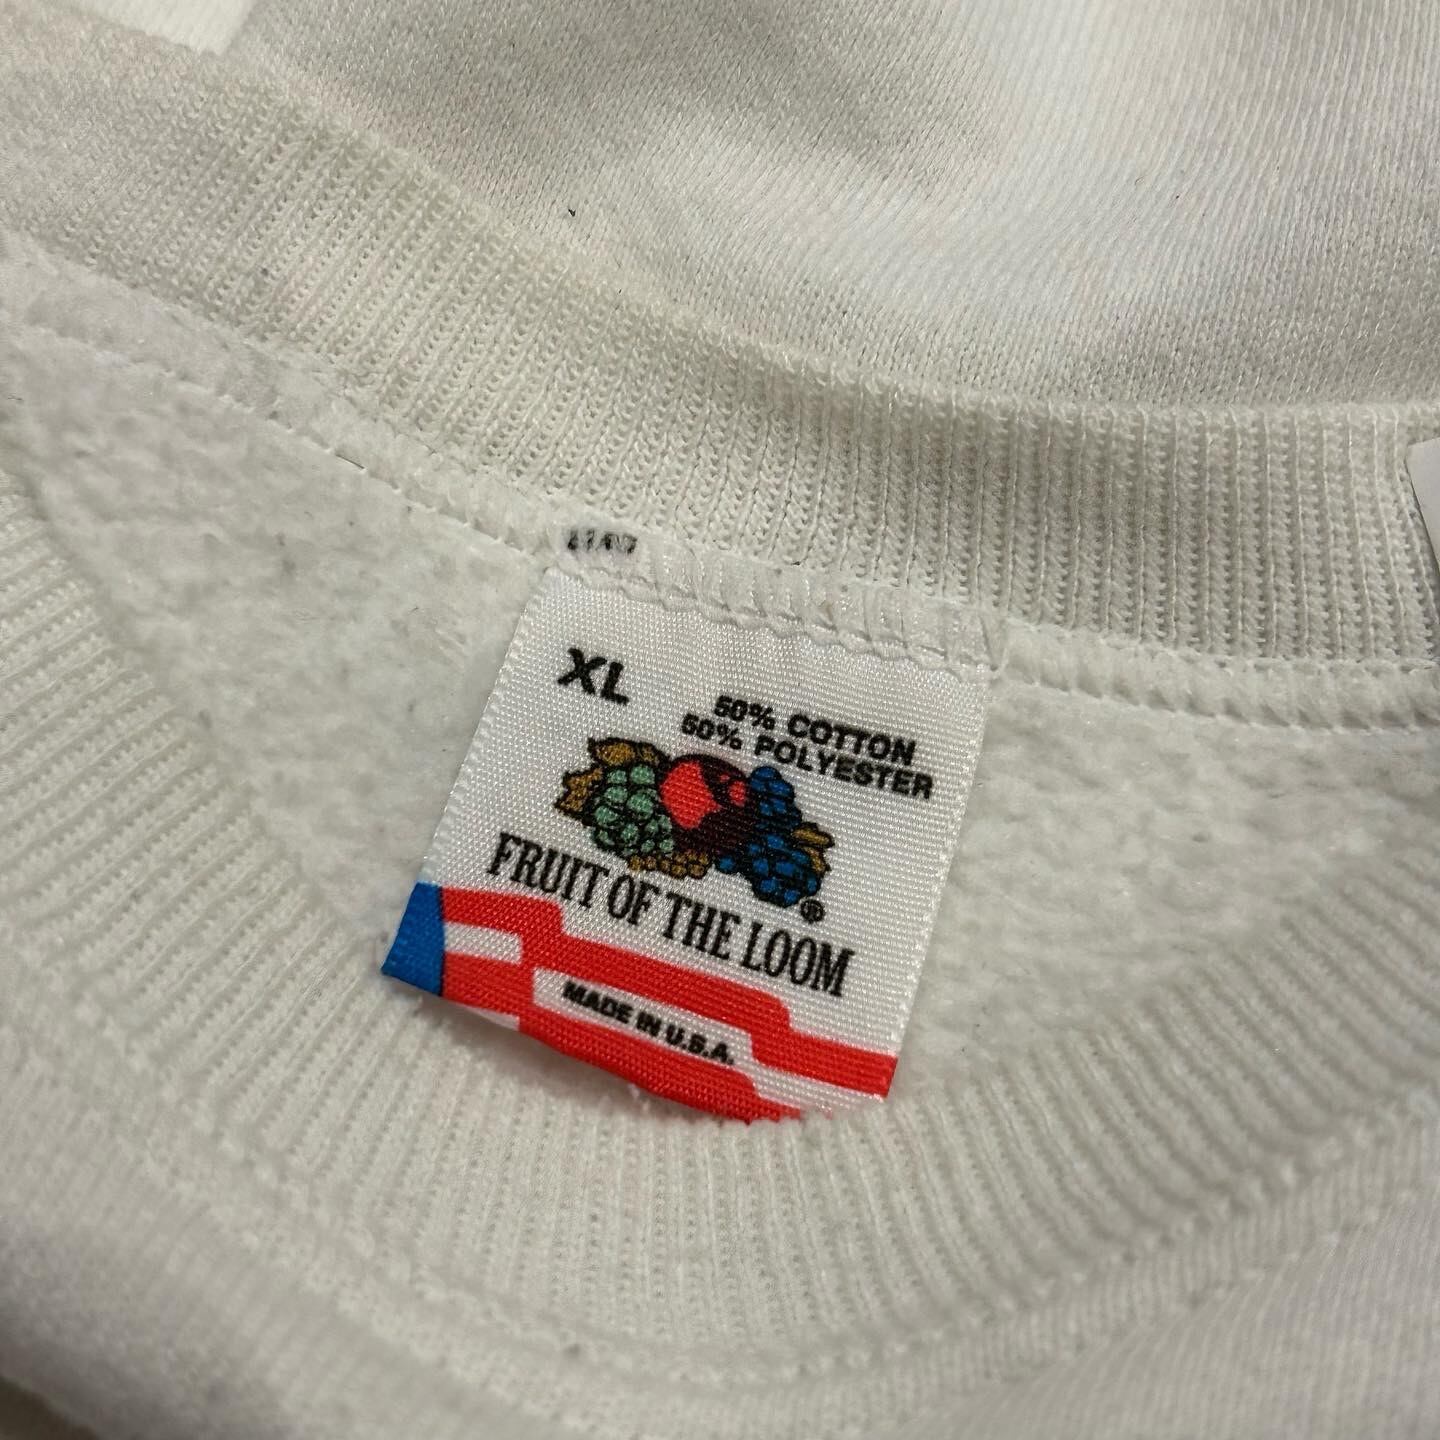 XL
50% COTTON
50% POLYESTER
FRUIT OF THE LOOM®
MADE IN U.S.A.